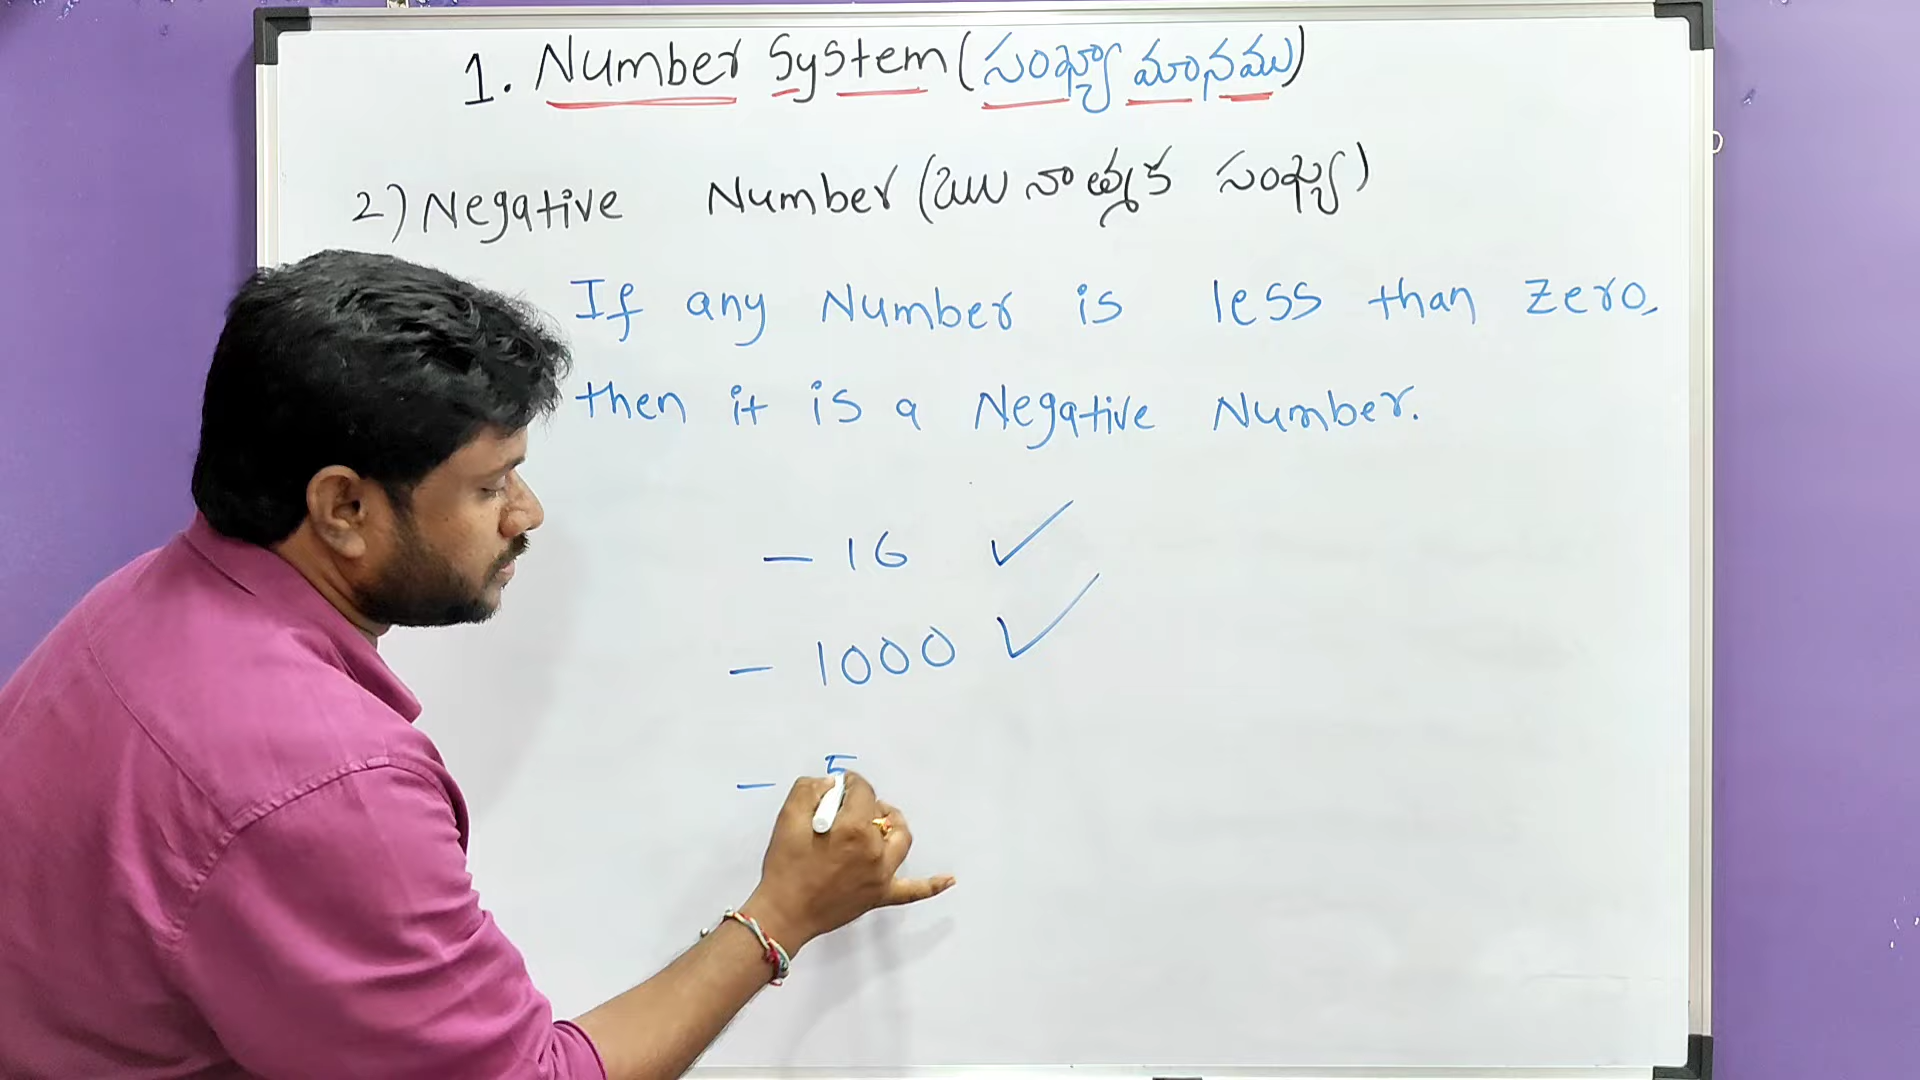 1. Number System (సంఖ్యా మానము)
2) Negative Number (ఋణాత్మక సంఖ్య)
If any Number is less than Zero,
then it is a Negative Number.
- 16 ✓
- 1000 ✓
- 5